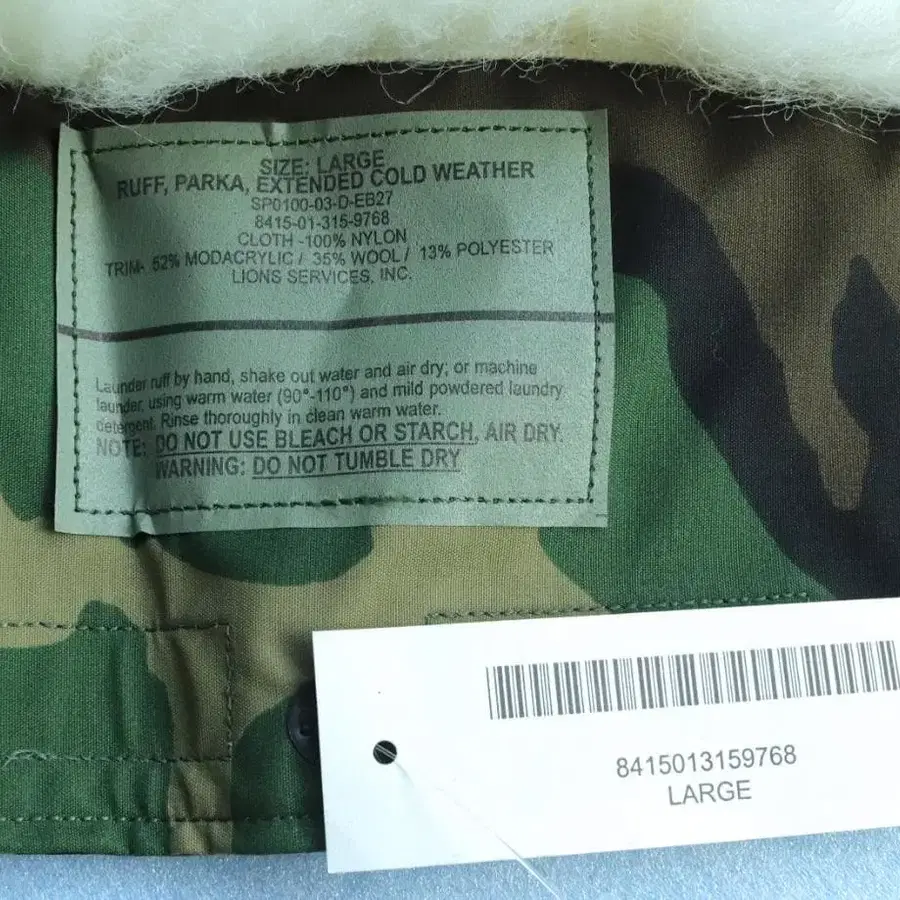 SIZE: LARGE
RUFF, PARKA, EXTENDED COLD WEATHER
SP0100-03-D-EB27
8415-01-315-9768
CLOTH -100% NYLON
TRIM- 52% MODACRYLIC / 35% WOOL / 13% POLYESTER
LIONS SERVICES, INC.
Launder ruff by hand, shake out water and air dry; or machine
launder, using warm water (90°-110°) and mild powdered laundry
detergent. Rinse thoroughly in clean warm water.
NOTE: DO NOT USE BLEACH OR STARCH, AIR DRY.
WARNING: DO NOT TUMBLE DRY
8415013159768
LARGE